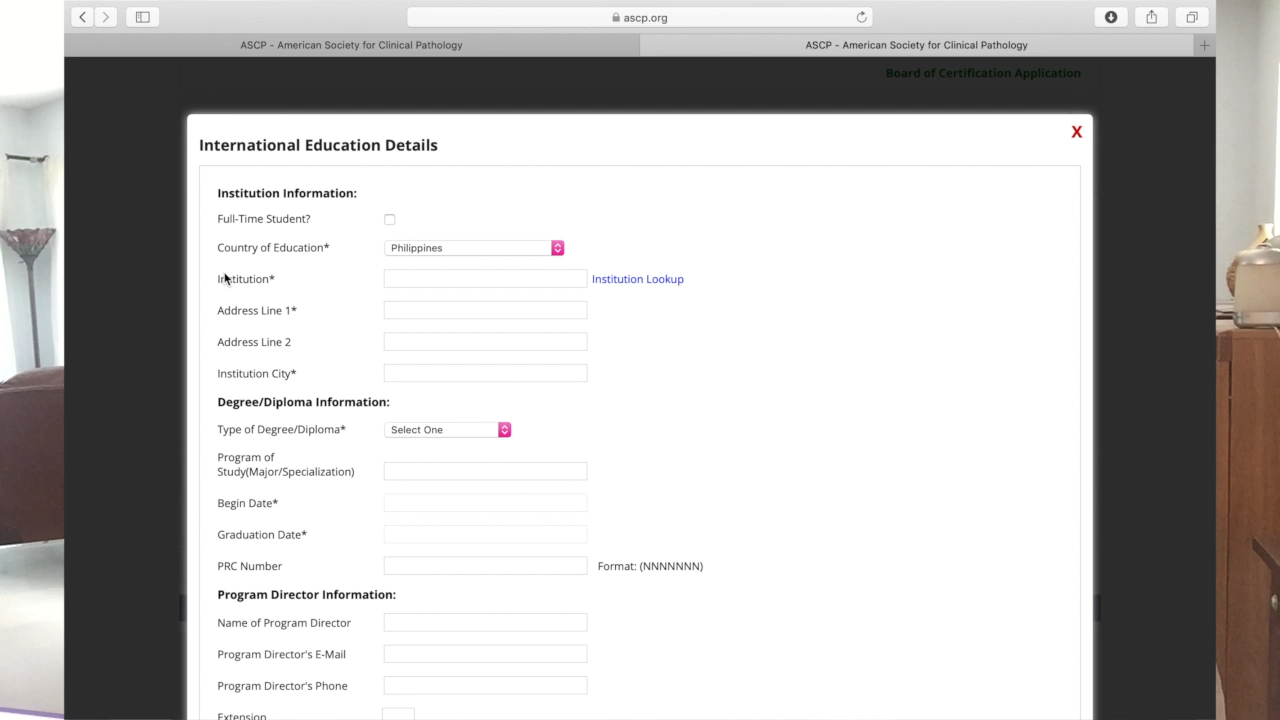 ascp.org
ASCP - American Society for Clinical Pathology
ASCP - American Society for Clinical Pathology
Board of Certification Application
X
International Education Details
Institution Information:
Full-Time Student?
Country of Education* Philippines
Institution* Institution Lookup
Address Line 1*
Address Line 2
Institution City*
Degree/Diploma Information:
Type of Degree/Diploma* Select One
Program of
Study(Major/Specialization)
Begin Date*
Graduation Date*
PRC Number Format: (NNNNNNN)
Program Director Information:
Name of Program Director
Program Director's E-Mail
Program Director's Phone
Extension